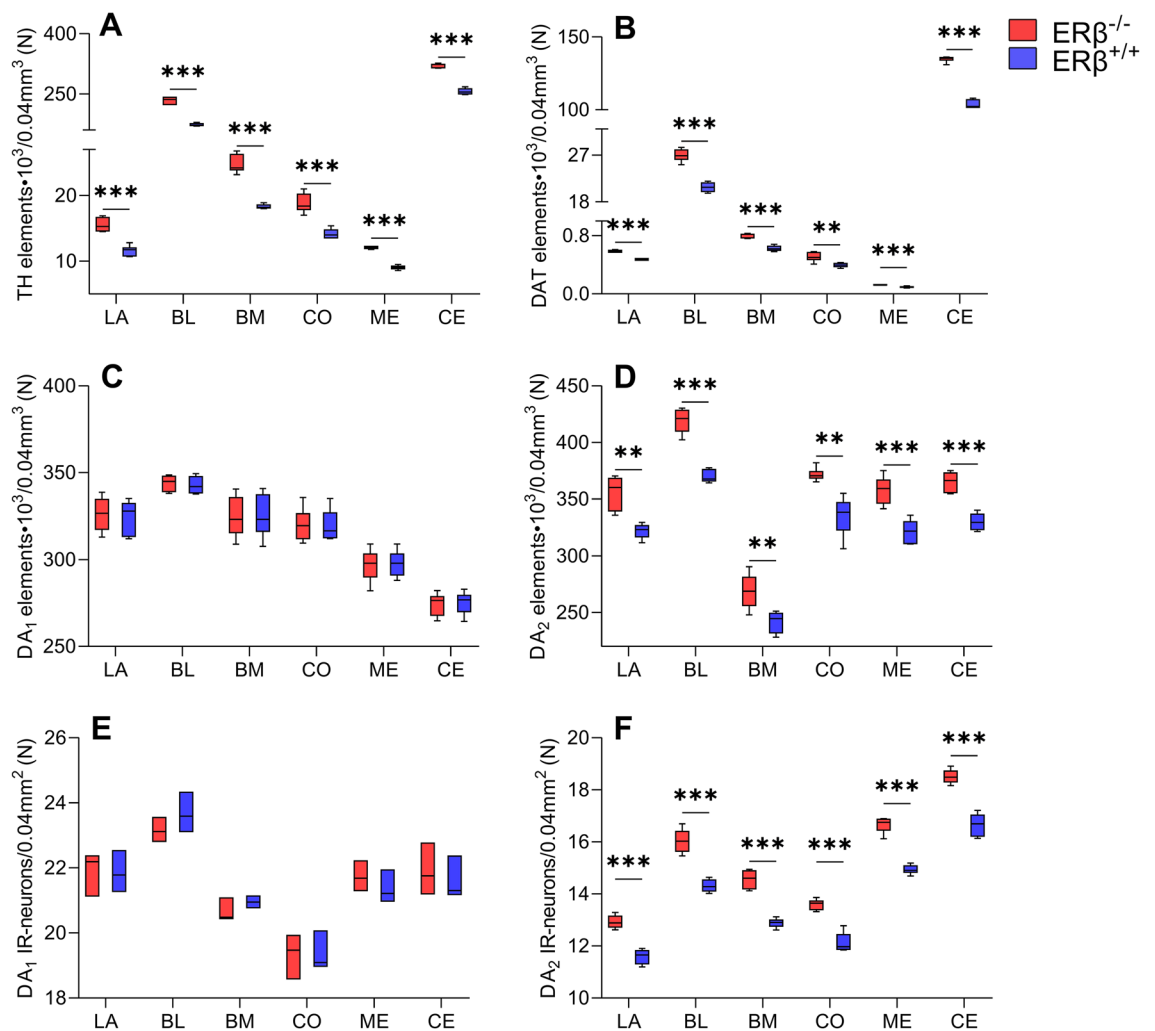 A
TH elements•10³/0.04mm³ (N)
400
250
20
10
*** *** *** *** *** ***
LA BL BM CO ME CE
B
DAT elements•10³/0.04mm³ (N)
150
100
27
18
0.8
0.0
*** *** *** ** *** ***
LA BL BM CO ME CE
ERβ-/-
ERβ+/+
C
DA₁ elements•10³/0.04mm³ (N)
400
350
300
250
LA BL BM CO ME CE
D
DA₂ elements•10³/0.04mm³ (N)
450
400
350
300
250
** *** ** ** *** ***
LA BL BM CO ME CE
E
DA₁ IR-neurons/0.04mm² (N)
26
24
22
20
18
LA BL BM CO ME CE
F
DA₂ IR-neurons/0.04mm² (N)
20
18
16
14
12
10
*** *** *** *** *** ***
LA BL BM CO ME CE